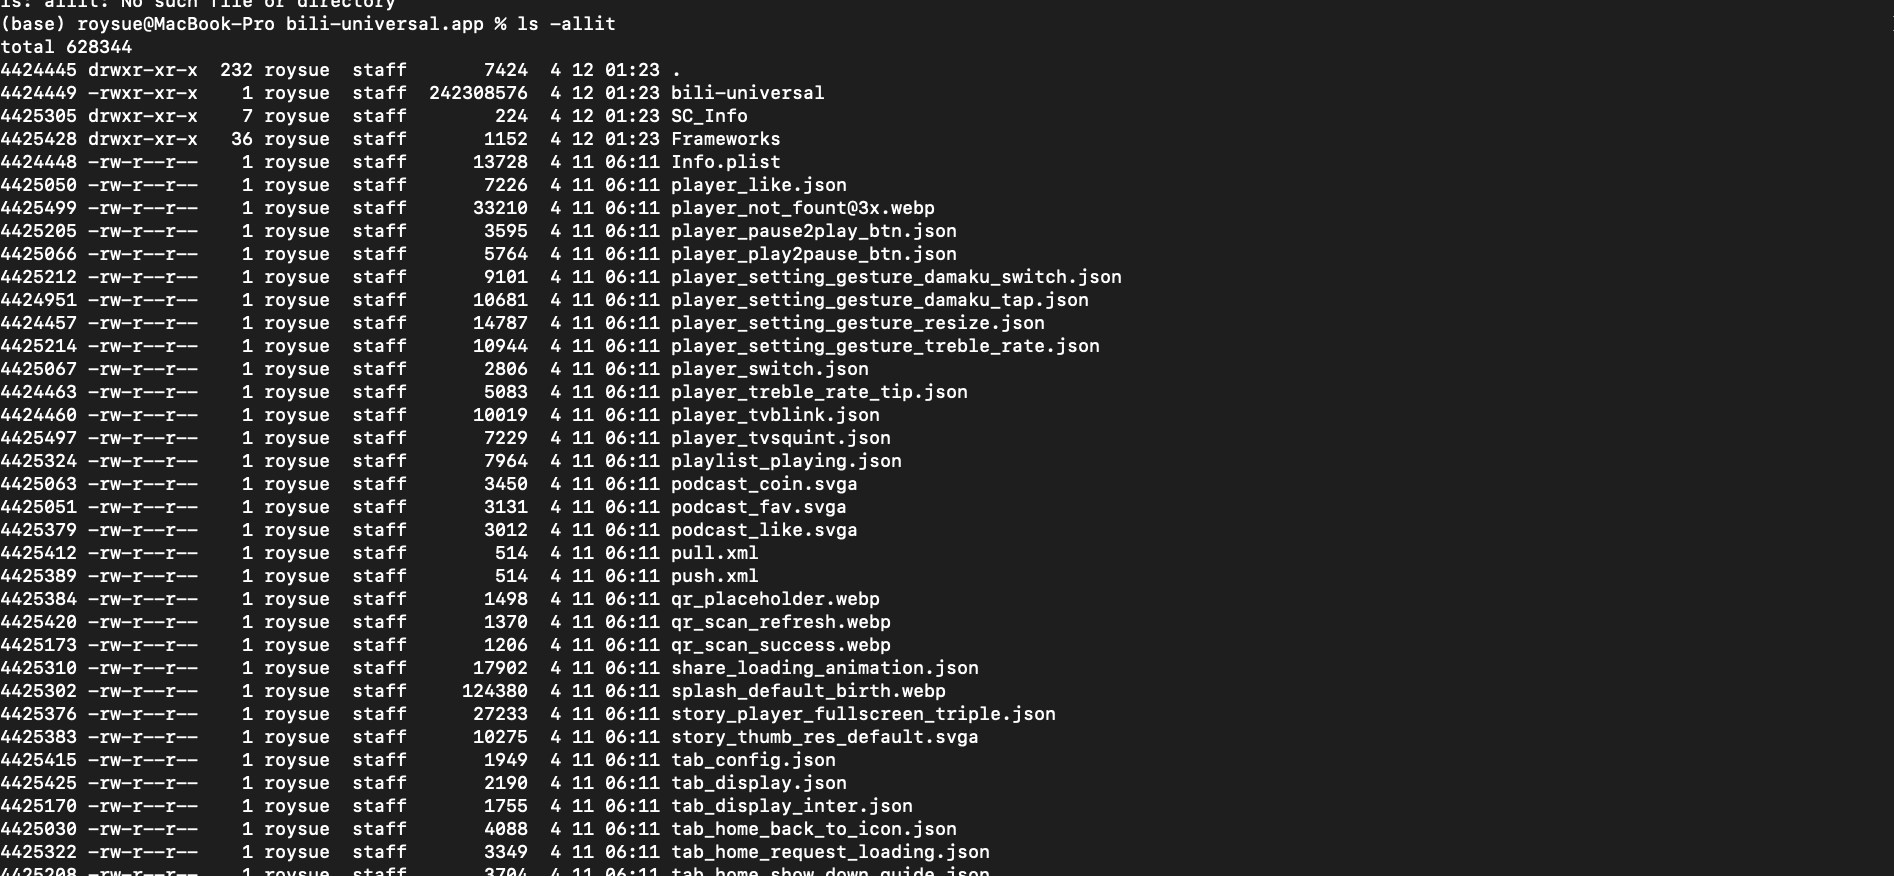 ls: allit: No such file or directory
(base) roysue@MacBook-Pro bili-universal.app % ls -allit
total 628344
4424445 drwxr-xr-x  232 roysue  staff       7424  4 12 01:23 .
4424449 -rwxr-xr-x    1 roysue  staff  242308576  4 12 01:23 bili-universal
4425305 drwxr-xr-x    7 roysue  staff        224  4 12 01:23 SC_Info
4425428 drwxr-xr-x   36 roysue  staff       1152  4 12 01:23 Frameworks
4424448 -rw-r--r--    1 roysue  staff      13728  4 11 06:11 Info.plist
4425050 -rw-r--r--    1 roysue  staff       7226  4 11 06:11 player_like.json
4425499 -rw-r--r--    1 roysue  staff      33210  4 11 06:11 player_not_fount@3x.webp
4425205 -rw-r--r--    1 roysue  staff       3595  4 11 06:11 player_pause2play_btn.json
4425066 -rw-r--r--    1 roysue  staff       5764  4 11 06:11 player_play2pause_btn.json
4425212 -rw-r--r--    1 roysue  staff       9101  4 11 06:11 player_setting_gesture_damaku_switch.json
4424951 -rw-r--r--    1 roysue  staff      10681  4 11 06:11 player_setting_gesture_damaku_tap.json
4424457 -rw-r--r--    1 roysue  staff      14787  4 11 06:11 player_setting_gesture_resize.json
4425214 -rw-r--r--    1 roysue  staff      10944  4 11 06:11 player_setting_gesture_treble_rate.json
4425067 -rw-r--r--    1 roysue  staff       2806  4 11 06:11 player_switch.json
4424463 -rw-r--r--    1 roysue  staff       5083  4 11 06:11 player_treble_rate_tip.json
4424460 -rw-r--r--    1 roysue  staff      10019  4 11 06:11 player_tvblink.json
4425497 -rw-r--r--    1 roysue  staff       7229  4 11 06:11 player_tvsquint.json
4425324 -rw-r--r--    1 roysue  staff       7964  4 11 06:11 playlist_playing.json
4425063 -rw-r--r--    1 roysue  staff       3450  4 11 06:11 podcast_coin.svga
4425051 -rw-r--r--    1 roysue  staff       3131  4 11 06:11 podcast_fav.svga
4425379 -rw-r--r--    1 roysue  staff       3012  4 11 06:11 podcast_like.svga
4425412 -rw-r--r--    1 roysue  staff        514  4 11 06:11 pull.xml
4425389 -rw-r--r--    1 roysue  staff        514  4 11 06:11 push.xml
4425384 -rw-r--r--    1 roysue  staff       1498  4 11 06:11 qr_placeholder.webp
4425420 -rw-r--r--    1 roysue  staff       1370  4 11 06:11 qr_scan_refresh.webp
4425173 -rw-r--r--    1 roysue  staff       1206  4 11 06:11 qr_scan_success.webp
4425310 -rw-r--r--    1 roysue  staff      17902  4 11 06:11 share_loading_animation.json
4425302 -rw-r--r--    1 roysue  staff     124380  4 11 06:11 splash_default_birth.webp
4425376 -rw-r--r--    1 roysue  staff      27233  4 11 06:11 story_player_fullscreen_triple.json
4425383 -rw-r--r--    1 roysue  staff      10275  4 11 06:11 story_thumb_res_default.svga
4425415 -rw-r--r--    1 roysue  staff       1949  4 11 06:11 tab_config.json
4425425 -rw-r--r--    1 roysue  staff       2190  4 11 06:11 tab_display.json
4425170 -rw-r--r--    1 roysue  staff       1755  4 11 06:11 tab_display_inter.json
4425030 -rw-r--r--    1 roysue  staff       4088  4 11 06:11 tab_home_back_to_icon.json
4425322 -rw-r--r--    1 roysue  staff       3349  4 11 06:11 tab_home_request_loading.json
4425208 -rw-r--r--    1 roysue  staff       3704  4 11 06:11 tab_home_show_down_guide.json